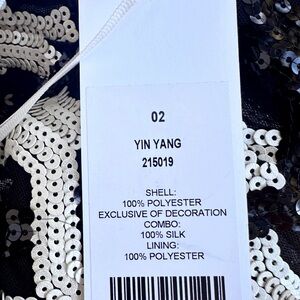 02
YIN YANG
215019
SHELL:
100% POLYESTER
EXCLUSIVE OF DECORATION
COMBO:
100% SILK
LINING:
100% POLYESTER